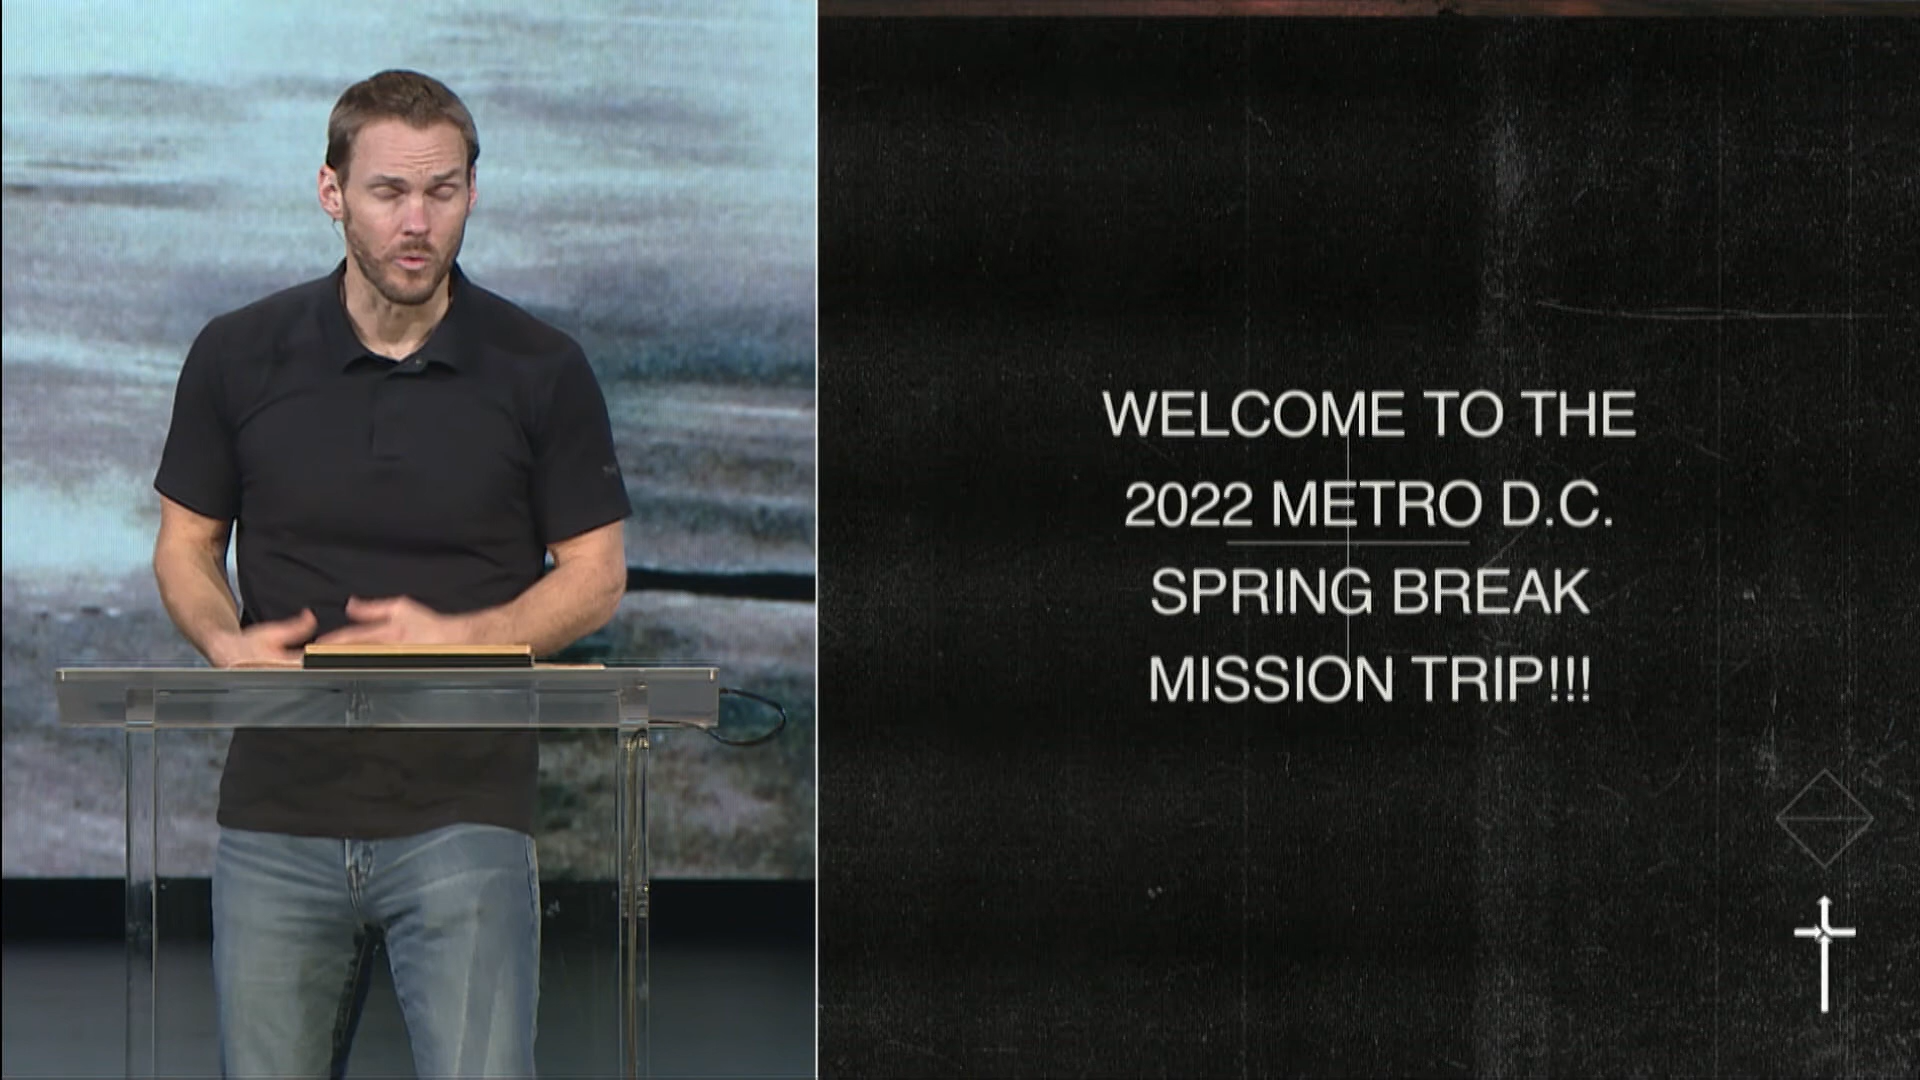 WELCOME TO THE
2022 METRO D.C.
SPRING BREAK
MISSION TRIP!!!